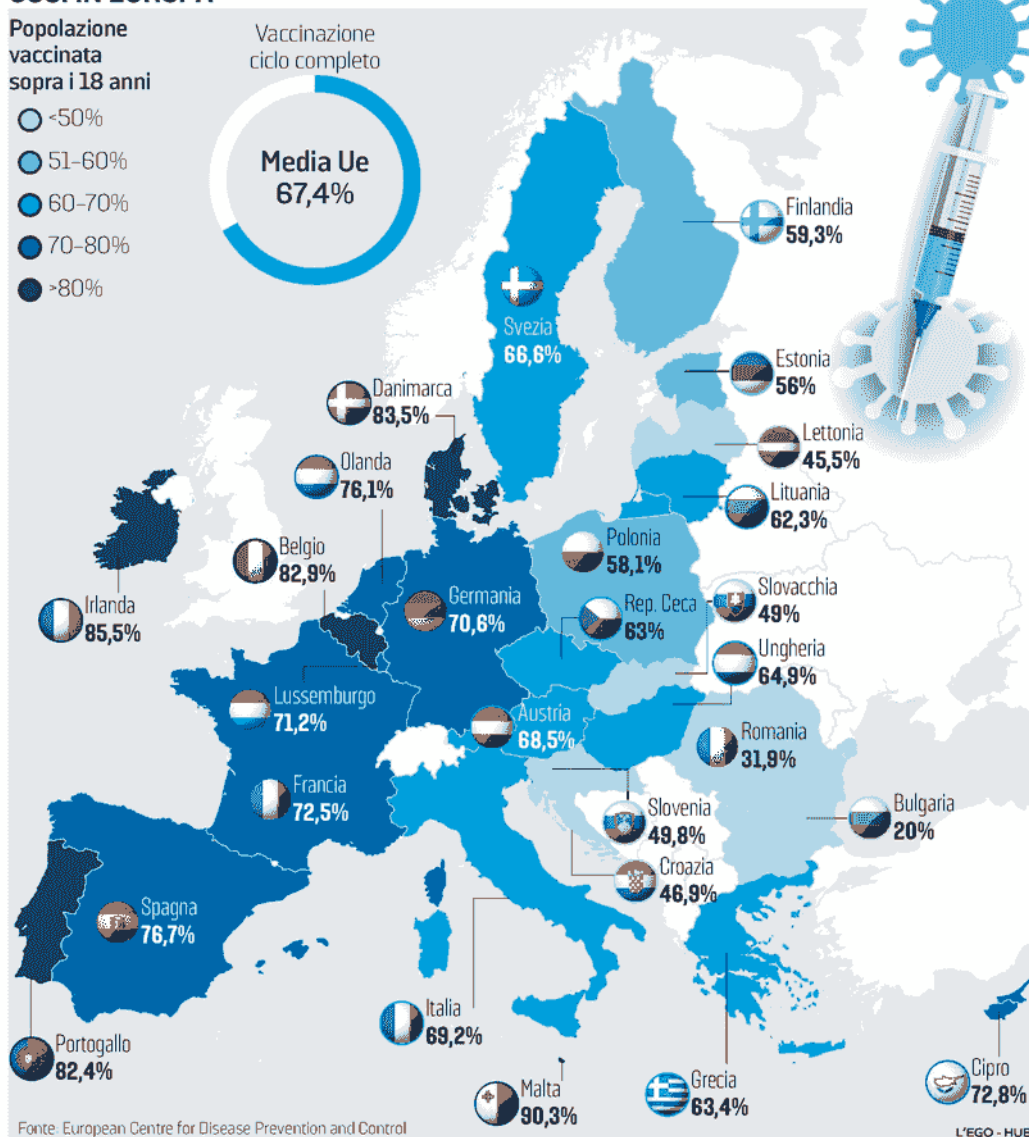 COSÌ IN EUROPA
Popolazione
vaccinata
sopra i 18 anni
<50%
51-60%
60-70%
70-80%
>80%
Vaccinazione
ciclo completo
Media Ue
67,4%
Finlandia
59,3%
Svezia
66,6%
Estonia
56%
Danimarca
83,5%
Lettonia
45,5%
Olanda
76,1%
Lituania
62,3%
Belgio
82,9%
Polonia
58,1%
Slovacchia
49%
Irlanda
85,5%
Germania
70,6%
Rep. Ceca
63%
Ungheria
64,9%
Lussemburgo
71,2%
Austria
68,5%
Romania
31,9%
Francia
72,5%
Slovenia
49,8%
Bulgaria
20%
Croazia
46,9%
Spagna
76,7%
Italia
69,2%
Portogallo
82,4%
Malta
90,3%
Grecia
63,4%
Cipro
72,8%
Fonte: European Centre for Disease Prevention and Control
L'EGO - HUB